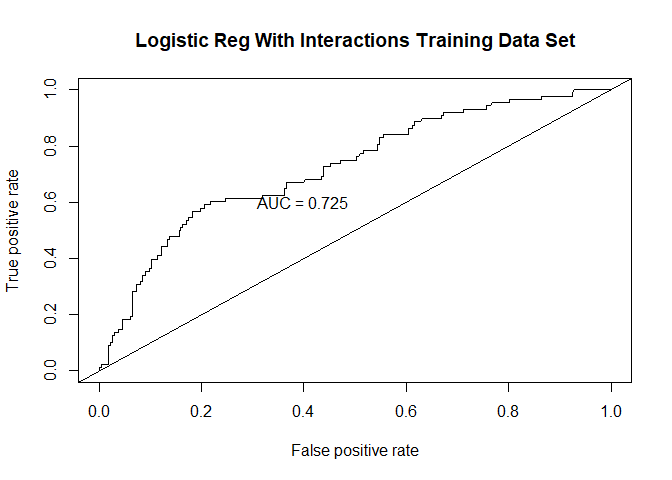 Logistic Reg With Interactions Training Data Set
True positive rate
1.0
0.8
0.6
0.4
0.2
0.0
AUC = 0.725
0.0 0.2 0.4 0.6 0.8 1.0
False positive rate